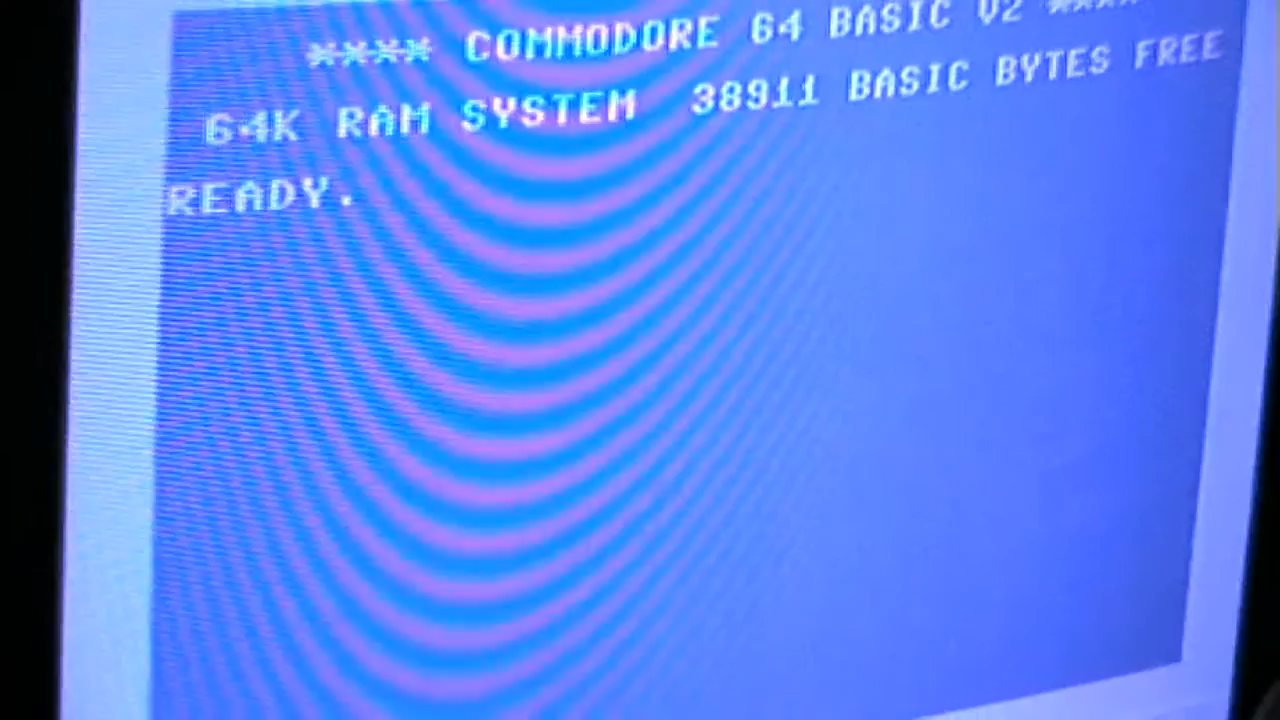 **** COMMODORE 64 BASIC V2 ****
64K RAM SYSTEM 38911 BASIC BYTES FREE
READY.